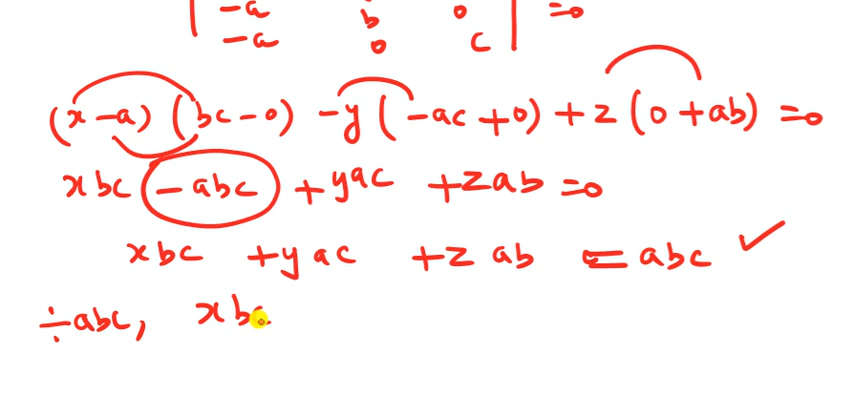 | -a b 0 | =0
-a 0 c
(x-a) (bc-0) -y (-ac+0) +z (0+ab) =0
xbc -abc +yac +zab =0
xbc +yac +zab = abc ✓
÷abc, xbc